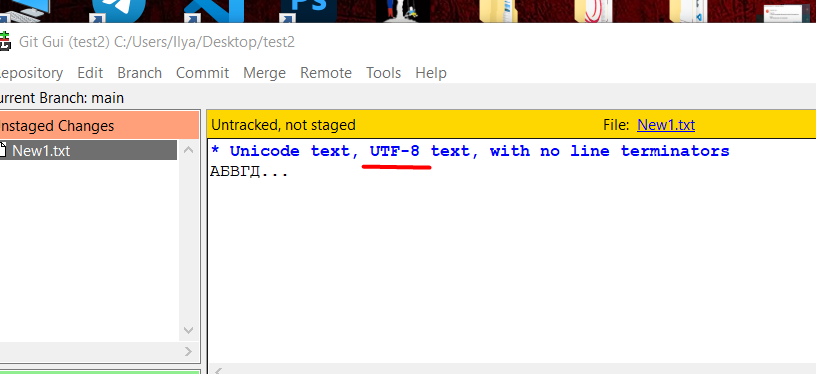 Git Gui (test2) C:/Users/Ilya/Desktop/test2
epository Edit Branch Commit Merge Remote Tools Help
urrent Branch: main
nstaged Changes
New1.txt
Untracked, not staged File: New1.txt
* Unicode text, UTF-8 text, with no line terminators
АБВГД...